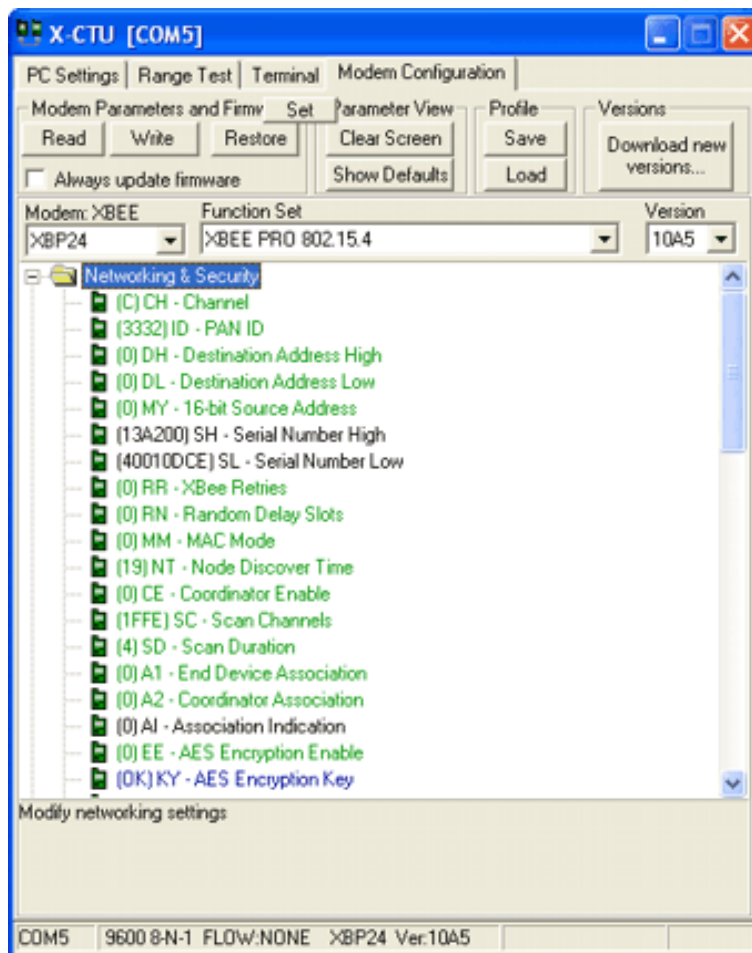 X-CTU [COM5]
PC Settings Range Test Terminal Modem Configuration
Modem Parameters and Firmw Set Parameter View Profile Versions
Read Write Restore Clear Screen Save Download new versions...
Always update firmware Show Defaults Load
Modem: XBEE Function Set Version
XBP24 XBEE PRO 802.15.4 10A5
Networking & Security
(C) CH - Channel
(3332) ID - PAN ID
(0) DH - Destination Address High
(0) DL - Destination Address Low
(0) MY - 16-bit Source Address
(13A200) SH - Serial Number High
(40010DCE) SL - Serial Number Low
(0) RR - XBee Retries
(0) RN - Random Delay Slots
(0) MM - MAC Mode
(19) NT - Node Discover Time
(0) CE - Coordinator Enable
(1FFE) SC - Scan Channels
(4) SD - Scan Duration
(0) A1 - End Device Association
(0) A2 - Coordinator Association
(0) AI - Association Indication
(0) EE - AES Encryption Enable
(OK) KY - AES Encryption Key
Modify networking settings
COM5 9600 8-N-1 FLOW:NONE XBP24 Ver:10A5